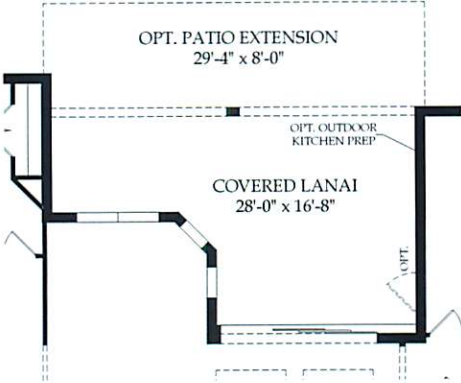 OPT. PATIO EXTENSION
29'-4" x 8'-0"
OPT. OUTDOOR
KITCHEN PREP
COVERED LANAI
28'-0" x 16'-8"
OPT.